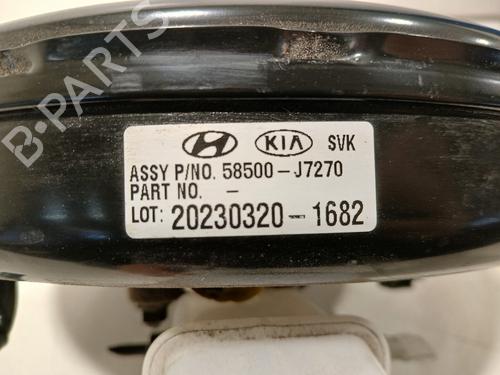 KIA SVK
ASSY P/NO. 58500-J7270
PART NO. -
LOT: 20230320-1682
B-PARTS